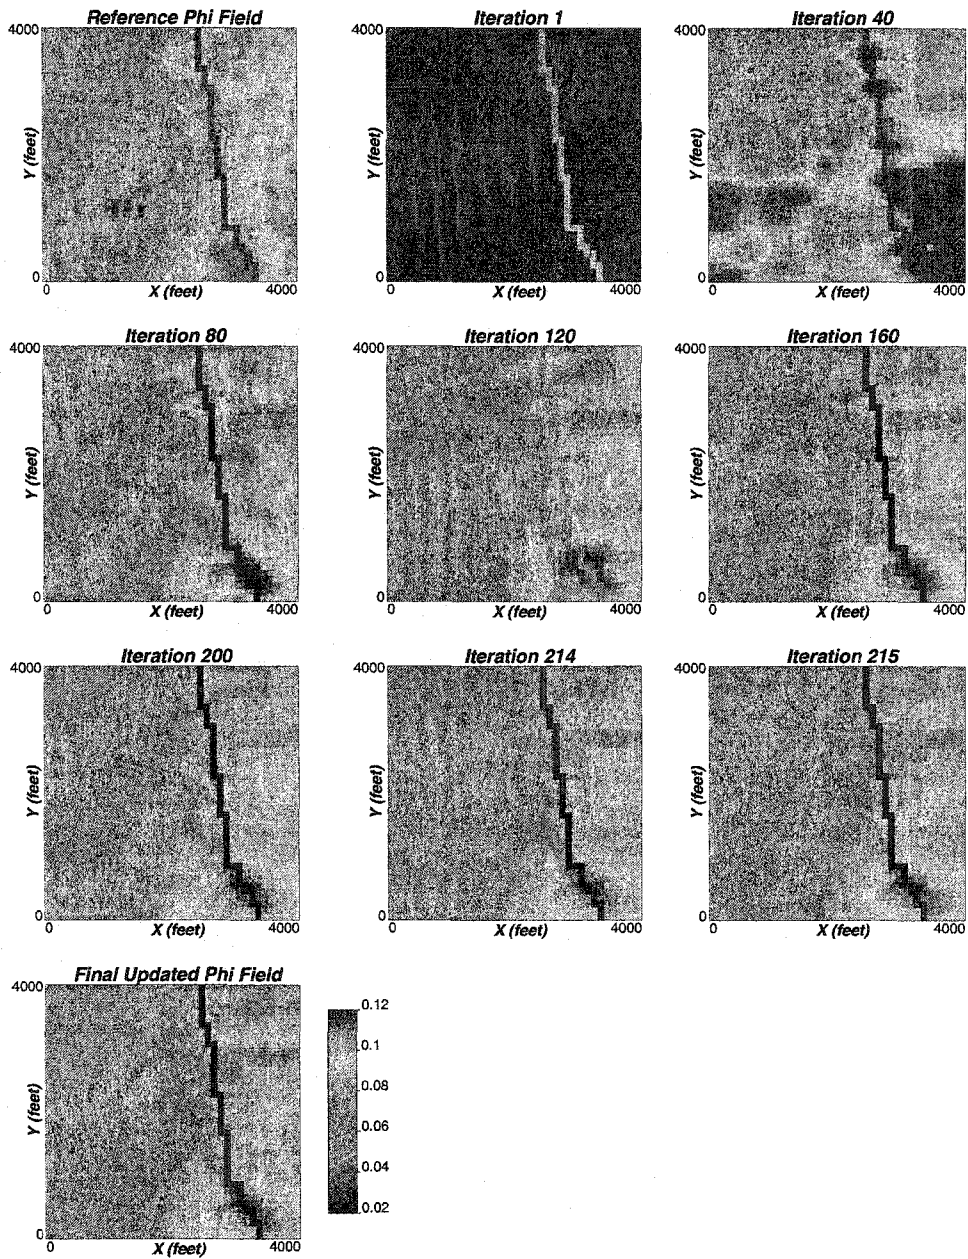 Reference Phi Field
Iteration 1
Iteration 40
4000
Y (feet)
0
0
X (feet)
4000
4000
Y (feet)
0
0
X (feet)
4000
4000
Y (feet)
0
0
X (feet)
4000
Iteration 80
Iteration 120
Iteration 160
4000
Y (feet)
0
0
X (feet)
4000
4000
Y (feet)
0
0
X (feet)
4000
4000
Y (feet)
0
0
X (feet)
4000
Iteration 200
Iteration 214
Iteration 215
4000
Y (feet)
0
0
X (feet)
4000
4000
Y (feet)
0
0
X (feet)
4000
4000
Y (feet)
0
0
X (feet)
4000
Final Updated Phi Field
4000
Y (feet)
0
0
X (feet)
4000
0.12
0.1
0.08
0.06
0.04
0.02